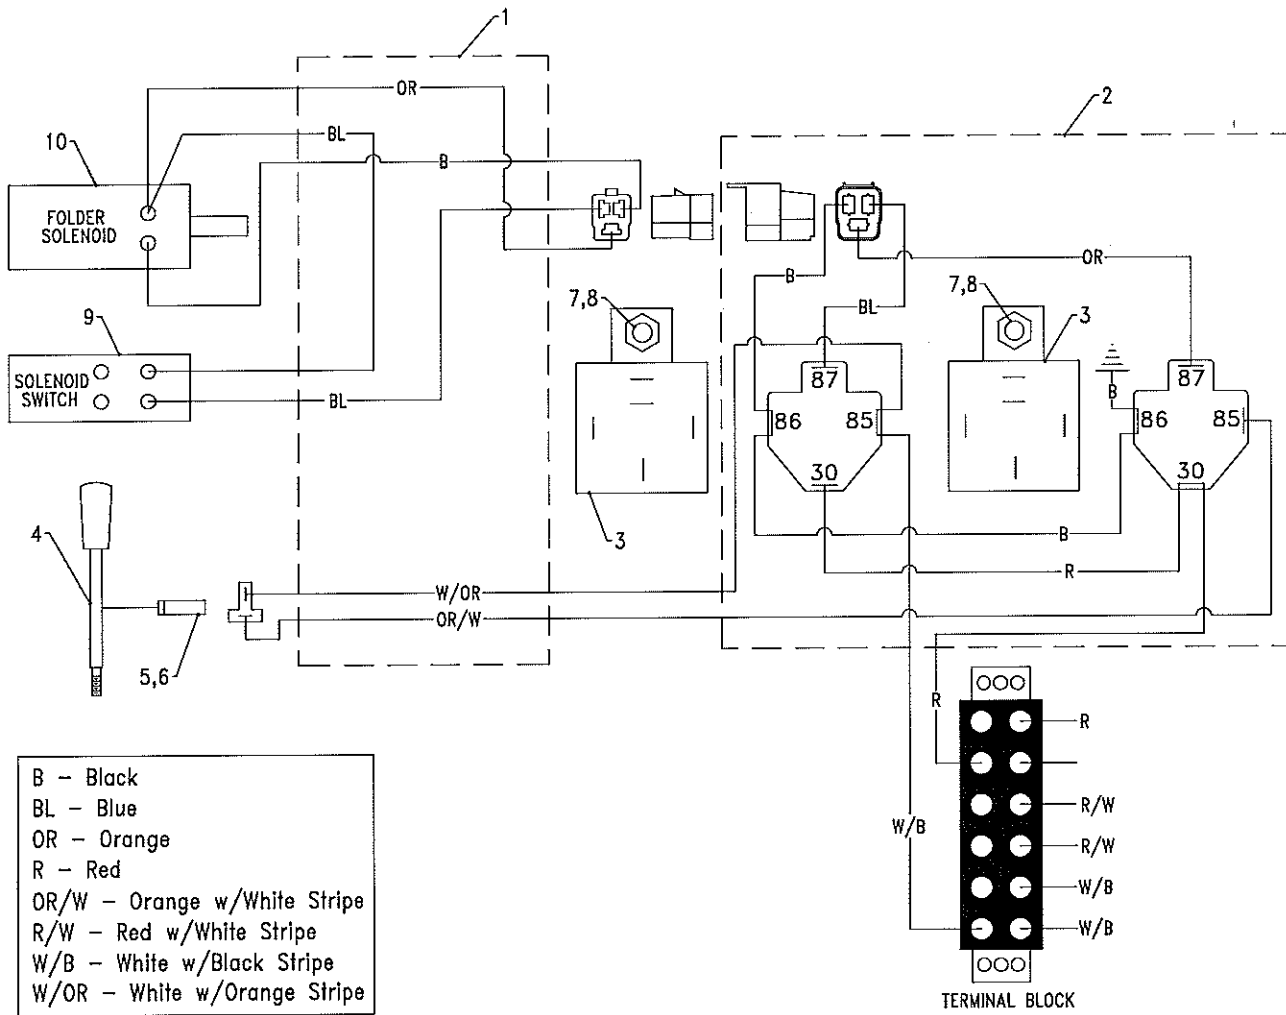 1
OR
2
BL
10
B
FOLDER
SOLENOID
OR
B
7,8
7,8
BL
3
9
SOLENOID
SWITCH
87
87
B
BL
86
85
86
85
30
30
4
3
B
R
W/OR
OR/W
5,6
R
R
B – Black
BL – Blue
OR – Orange
R – Red
OR/W – Orange w/White Stripe
R/W – Red w/White Stripe
W/B – White w/Black Stripe
W/OR – White w/Orange Stripe
R/W
W/B
R/W
W/B
W/B
TERMINAL BLOCK